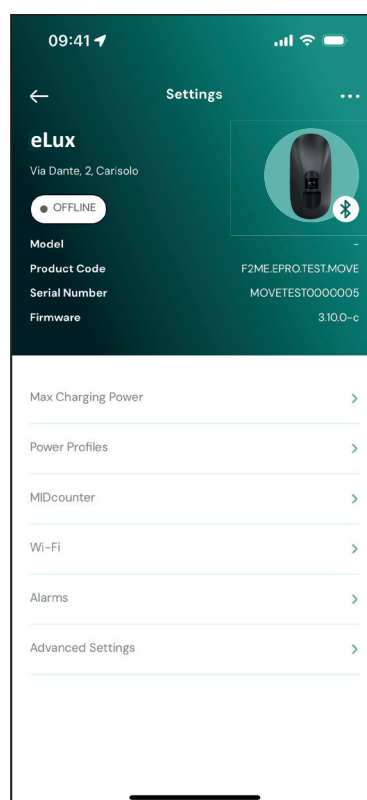 09:41
Settings
eLux
Via Dante, 2, Carisolo
OFFLINE
Model -
Product Code F2ME.EPRO.TEST.MOVE
Serial Number MOVETEST0000005
Firmware 3.10.0-c
Max Charging Power
Power Profiles
MIDcounter
Wi-Fi
Alarms
Advanced Settings